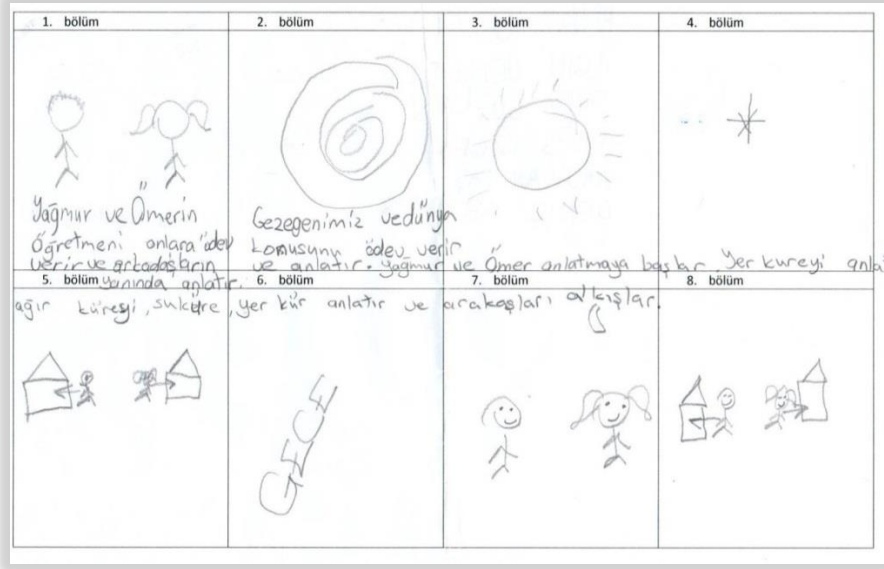 1. bölüm
2. bölüm
3. bölüm
4. bölüm
Yağmur ve Ömerin
öğretmeni onlara ödev
verir ve arkadaşların
yanında anlatır.
Gezegenimiz ve dünya
konusunu ödev verir
ve anlatır. Yağmur ve Ömer anlatmaya başlar. Yer küreyi anla
5. bölüm
6. bölüm
7. bölüm
8. bölüm
ağır küreyi, suküre, yer kür anlatır ve arakaşları alkışlar.
GECE